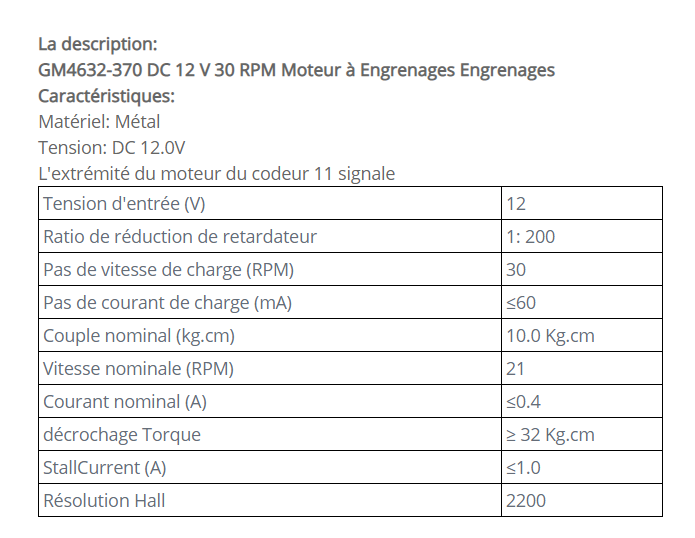 La description:
GM4632-370 DC 12 V 30 RPM Moteur à Engrenages Engrenages
Caractéristiques:
Matériel: Métal
Tension: DC 12.0V
L'extrémité du moteur du codeur 11 signale
Tension d'entrée (V) 12
Ratio de réduction de retardateur 1: 200
Pas de vitesse de charge (RPM) 30
Pas de courant de charge (mA) ≤60
Couple nominal (kg.cm) 10.0 Kg.cm
Vitesse nominale (RPM) 21
Courant nominal (A) ≤0.4
décrochage Torque ≥ 32 Kg.cm
StallCurrent (A) ≤1.0
Résolution Hall 2200